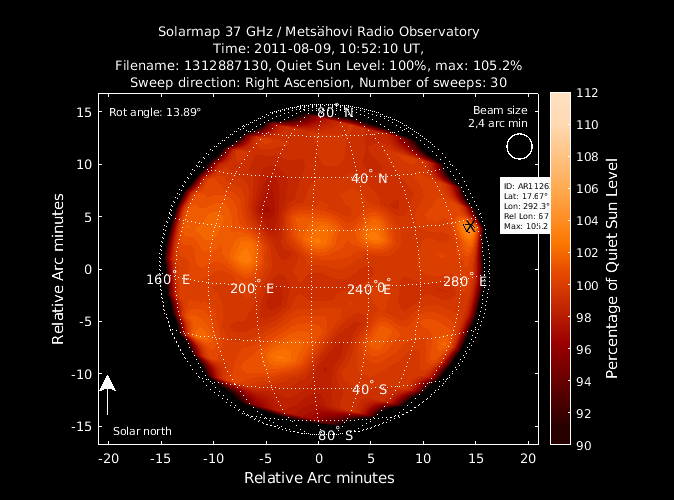 Solarmap 37 GHz / Metsähovi Radio Observatory
Time: 2011-08-09, 10:52:10 UT,
Filename: 1312887130, Quiet Sun Level: 100%, max: 105.2%
Sweep direction: Right Ascension, Number of sweeps: 30
Rot angle: 13.89°
Beam size
2,4 arc min
80° N
40° N
ID: AR1126
Lat: 17.67°
Lon: 292.3°
Rel Lon: 67
Max: 105.2
160° E
200° E
240° E
0°
280° E
40° S
80° S
Solar north
15
10
5
0
-5
-10
-15
Relative Arc minutes
-20
-15
-10
-5
0
5
10
15
20
Relative Arc minutes
112
110
108
106
104
102
100
98
96
94
92
90
Percentage of Quiet Sun Level